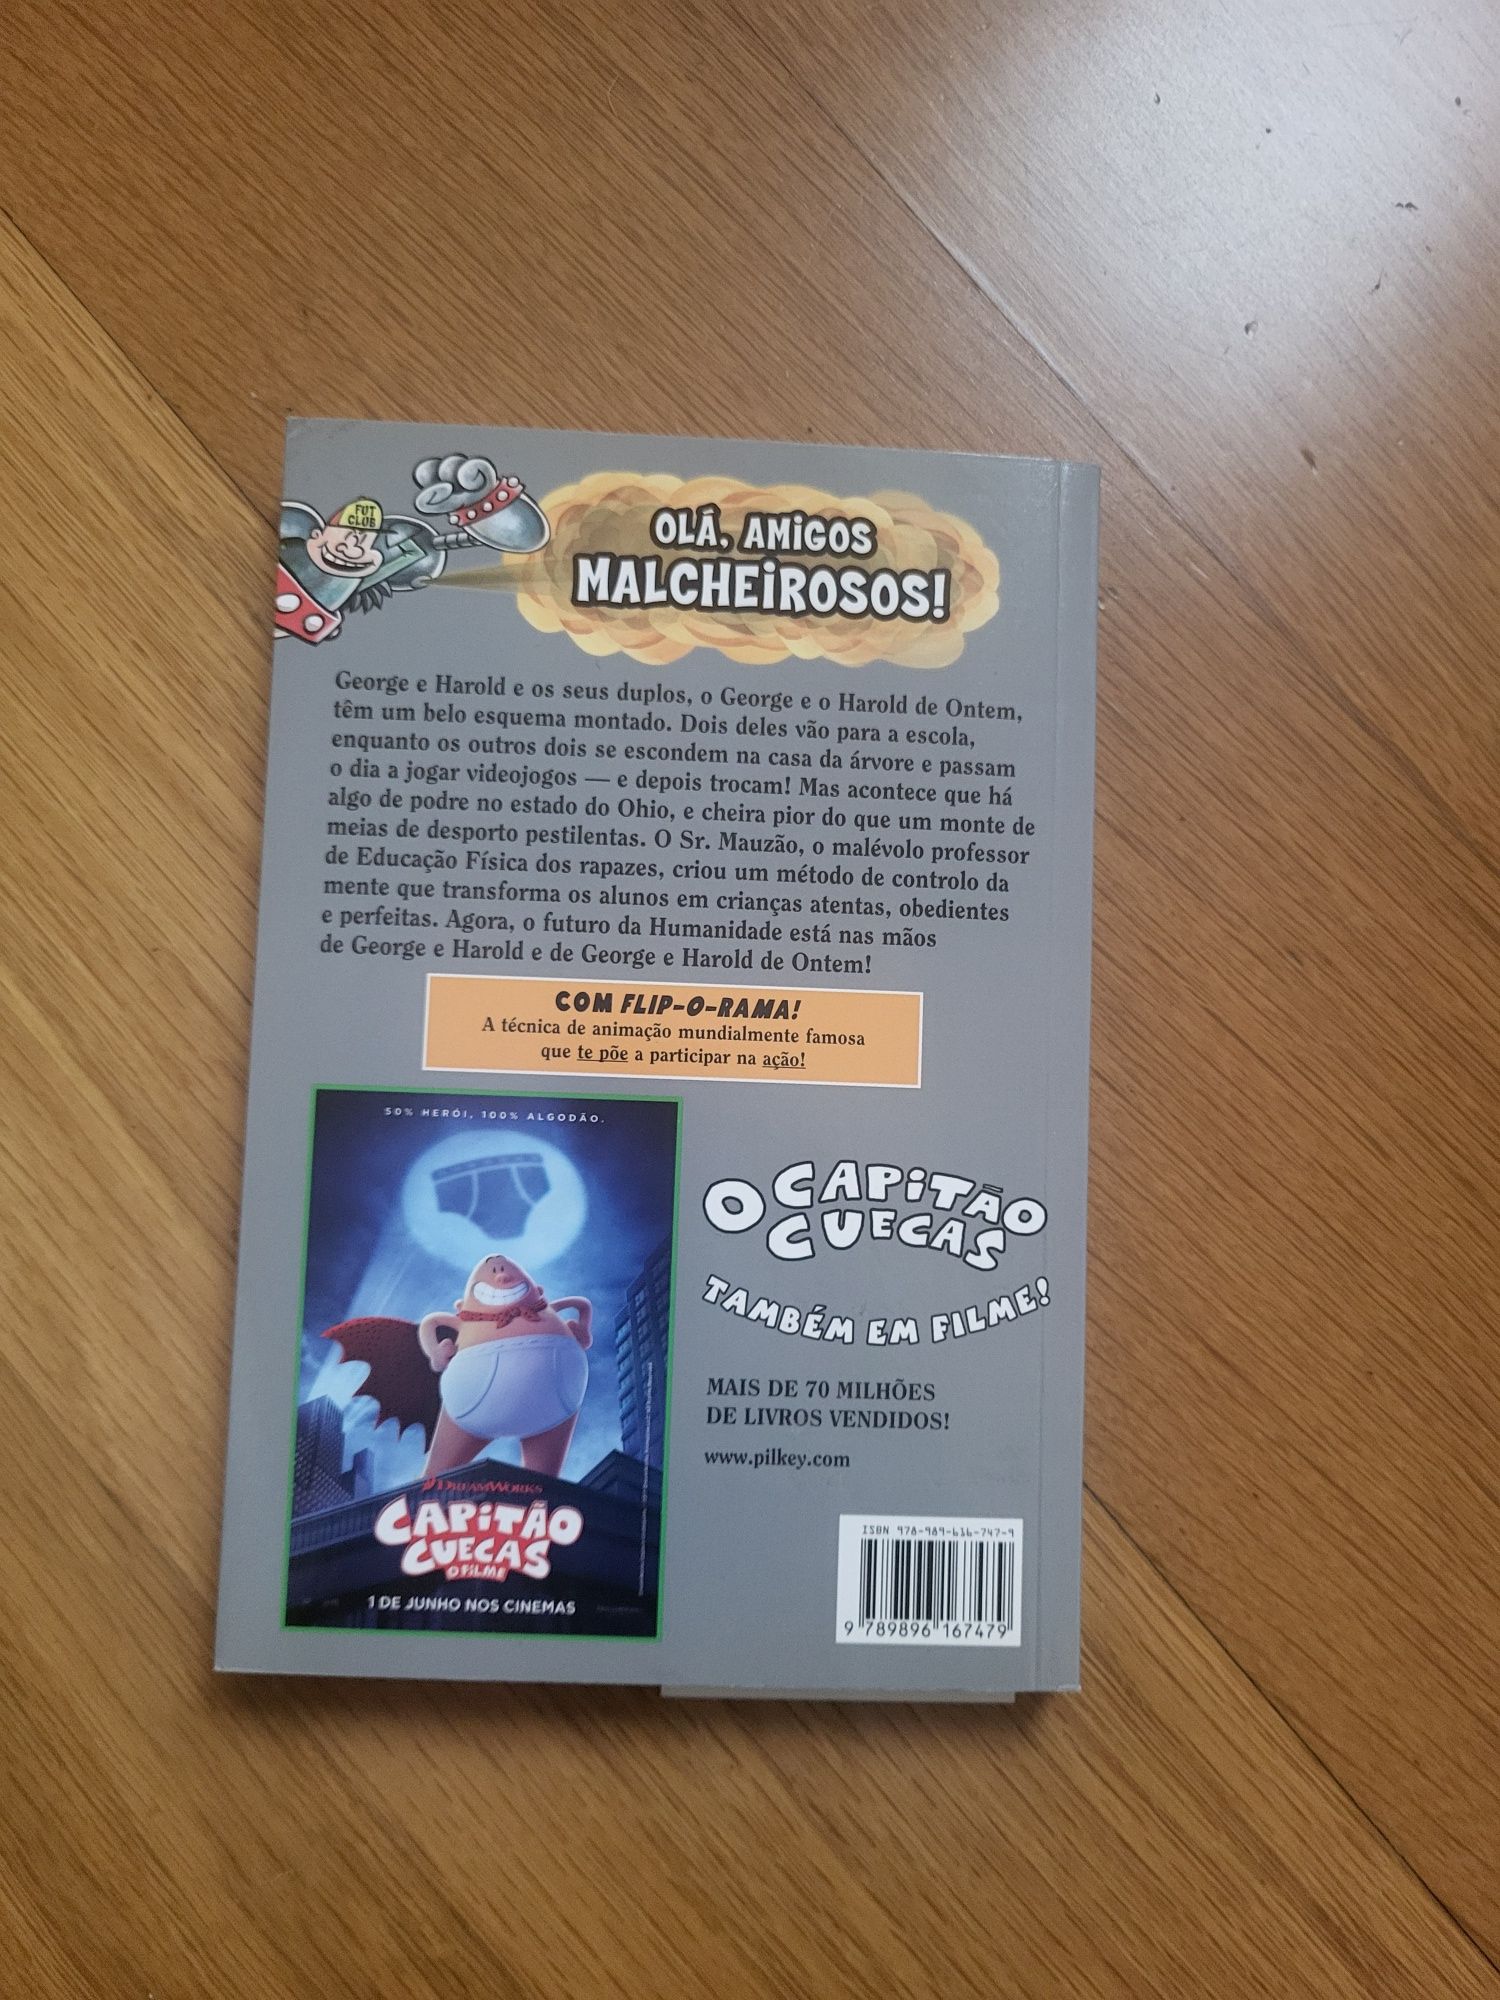 FUT
CLUB
OLÁ, AMiGOS
MALCHEiROSOS!
George e Harold e os seus duplos, o George e o Harold de Ontem,
têm um belo esquema montado. Dois deles vão para a escola,
enquanto os outros dois se escondem na casa da árvore e passam
o dia a jogar videojogos — e depois trocam! Mas acontece que há
algo de podre no estado do Ohio, e cheira pior do que um monte de
meias de desporto pestilentas. O Sr. Mauzão, o malévolo professor
de Educação Física dos rapazes, criou um método de controlo da
mente que transforma os alunos em crianças atentas, obedientes
e perfeitas. Agora, o futuro da Humanidade está nas mãos
de George e Harold e de George e Harold de Ontem!
COM FLIP-O-RAMA!
A técnica de animação mundialmente famosa
que te põe a participar na ação!
50% HERÓI, 100% ALGODÃO.
DREAMWORKS
CAPiTÃO
CUECAS
O FiLME
1 DE JUNHO NOS CINEMAS
O CAPiTÃO
CUECAS
TAMBÉM EM FILME!
MAIS DE 70 MILHÕES
DE LIVROS VENDIDOS!
www.pilkey.com
ISBN 978-989-616-747-9
9 789896 167479